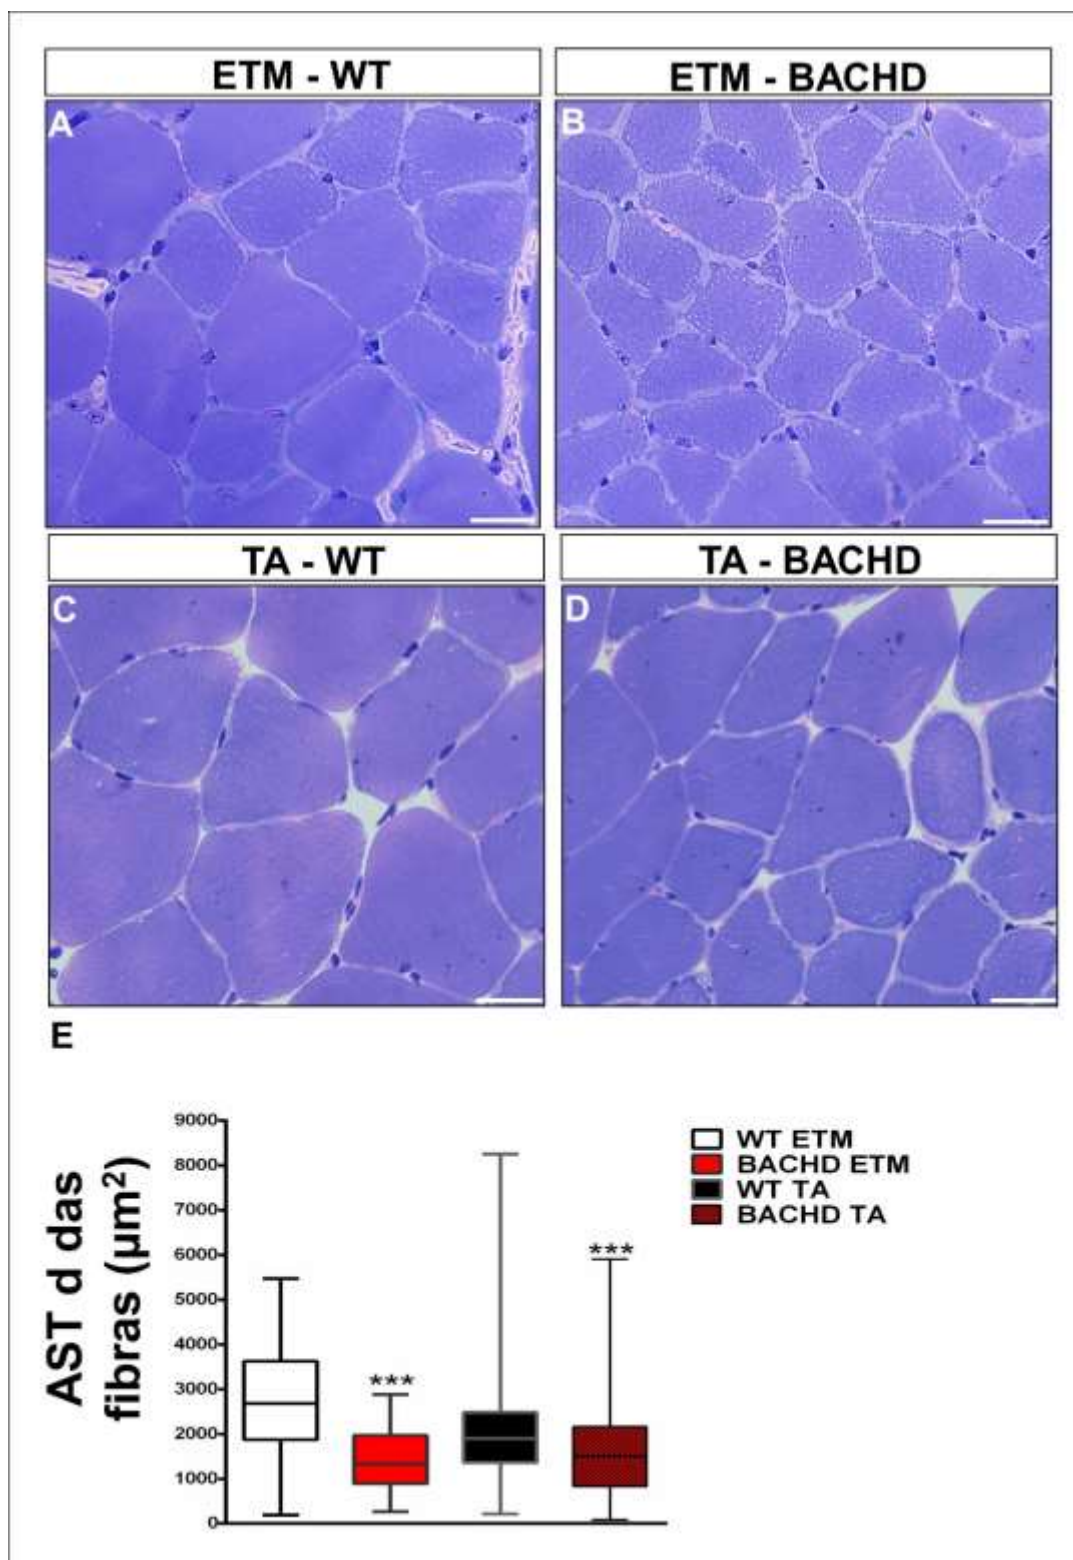 ETM - WT
ETM - BACHD
A
B
TA - WT
TA - BACHD
C
D
E
AST d das
fibras (µm²)
9000
8000
7000
6000
5000
4000
3000
2000
1000
0
***
***
WT ETM
BACHD ETM
WT TA
BACHD TA